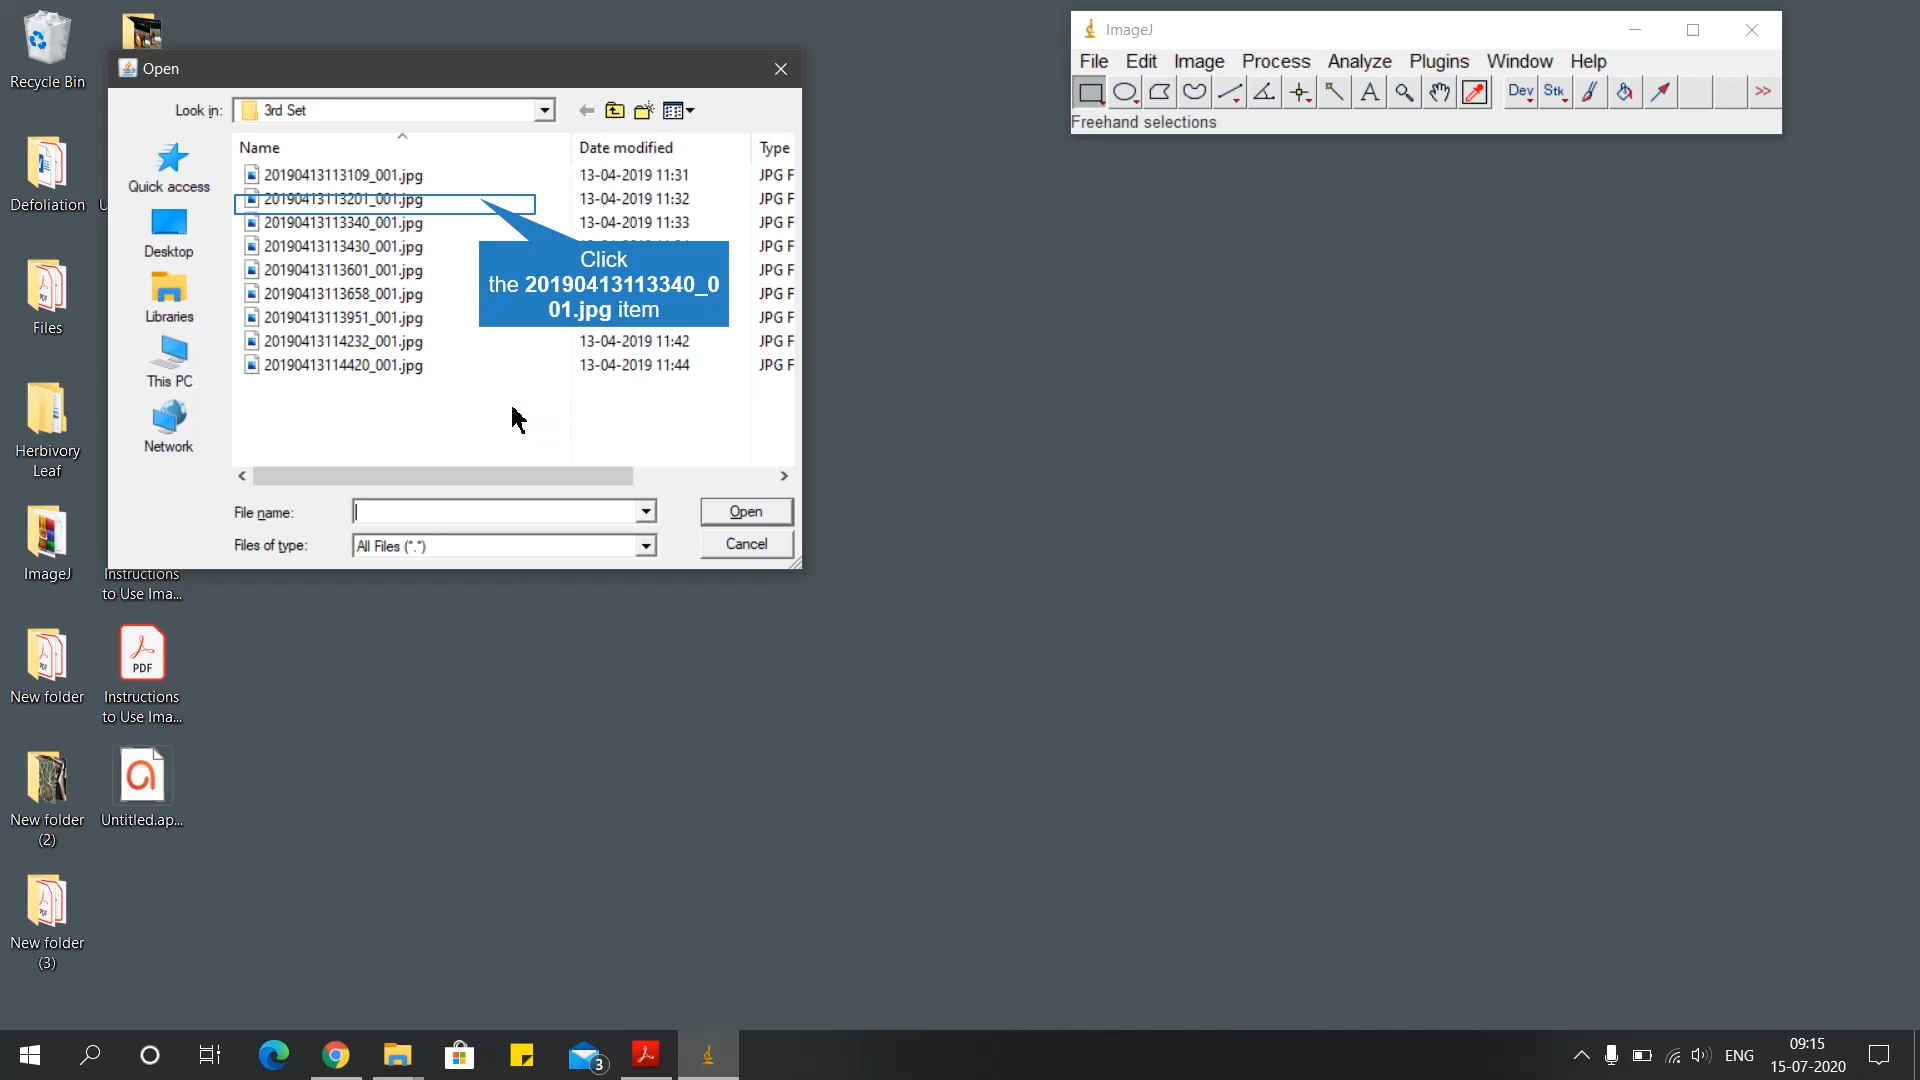 Recycle Bin
Defoliation
U
Files
Herbivory
Leaf
ImageJ
Instructions
to Use Ima...
New folder
Instructions
to Use Ima...
PDF
New folder
(2)
Untitled.ap...
New folder
(3)
Open
Look in:
3rd Set
Quick access
Desktop
Libraries
This PC
Network
Name
Date modified
Type
20190413113109_001.jpg
13-04-2019 11:31
JPG F
20190413113201_001.jpg
13-04-2019 11:32
JPG F
20190413113340_001.jpg
13-04-2019 11:33
JPG F
20190413113430_001.jpg
JPG F
20190413113601_001.jpg
JPG F
20190413113658_001.jpg
JPG F
20190413113951_001.jpg
JPG F
20190413114232_001.jpg
13-04-2019 11:42
JPG F
20190413114420_001.jpg
13-04-2019 11:44
JPG F
Click
the 20190413113340_0
01.jpg item
File name:
Open
Files of type:
All Files (*.*)
Cancel
ImageJ
File Edit Image Process Analyze Plugins Window Help
A
Dev
Stk
>>
Freehand selections
3
ENG
09:15
15-07-2020